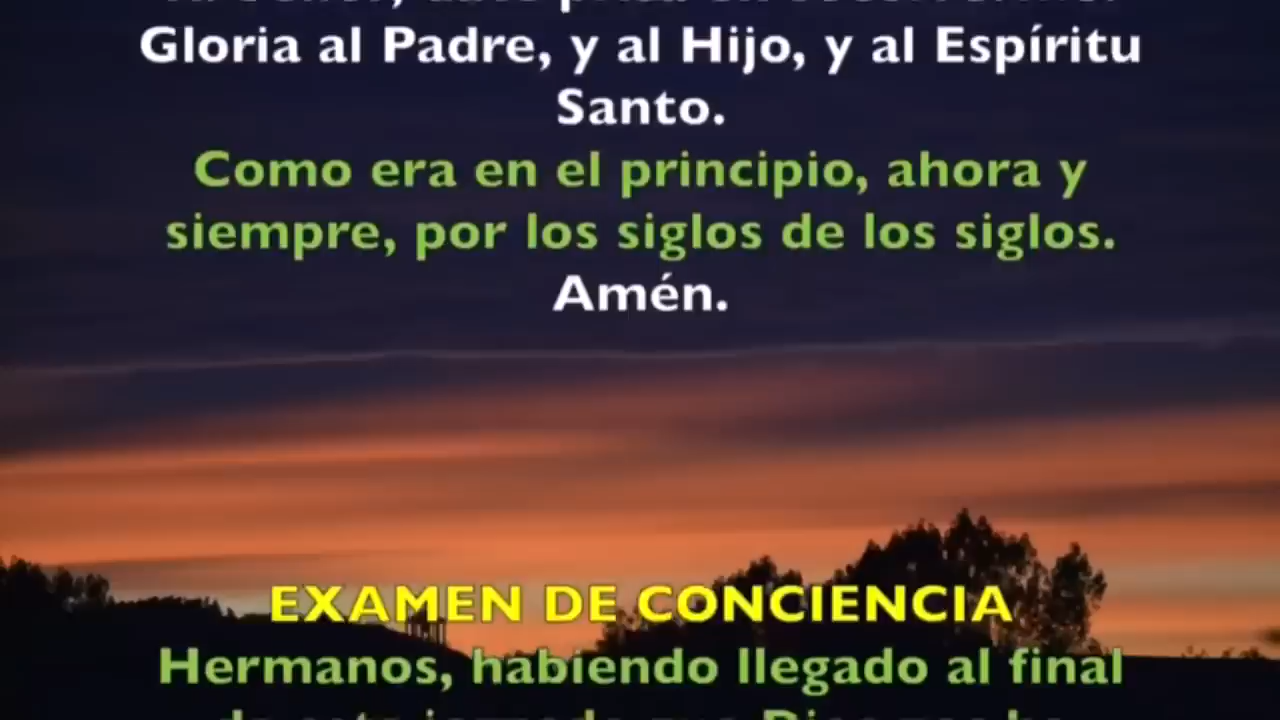 Gloria al Padre, y al Hijo, y al Espíritu
Santo.
Como era en el principio, ahora y
siempre, por los siglos de los siglos.
Amén.
EXAMEN DE CONCIENCIA
Hermanos, habiendo llegado al final